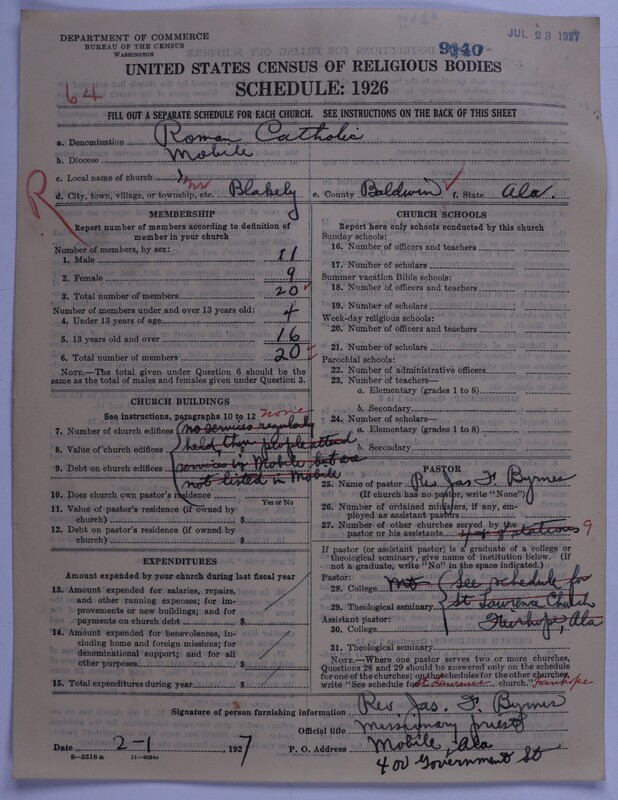 DEPARTMENT OF COMMERCE
BUREAU OF THE CENSUS
WASHINGTON
JUL 23 1927
9440
UNITED STATES CENSUS OF RELIGIOUS BODIES
SCHEDULE: 1926
64
FILL OUT A SEPARATE SCHEDULE FOR EACH CHURCH. SEE INSTRUCTIONS ON THE BACK OF THIS SHEET
a. Denomination Roman Catholic
b. Diocese Mobile
c. Local name of church
R
d. City, town, village, or township, etc. Blakely e. County Baldwin f. State Ala.
MEMBERSHIP
Report number of members according to definition of member in your church
Number of members, by sex:
1. Male 11
2. Female 9
3. Total number of members 20
Number of members under and over 13 years old:
4. Under 13 years of age 4
5. 13 years old and over 16
6. Total number of members 20
NOTE.—The total given under Question 6 should be
the same as the total of males and females given under Question 3.
CHURCH BUILDINGS
See instructions, paragraphs 10 to 12 none
7. Number of church edifices no services regularly
8. Value of church edifices held, then people attend
9. Debt on church edifices services in Mobile but are
not listed in Mobile
10. Does church own pastor's residence
Yes or No
11. Value of pastor's residence (if owned by
church) $
12. Debt on pastor's residence (if owned by
church) $
EXPENDITURES
Amount expended by your church during last fiscal year
13. Amount expended for salaries, repairs,
and other running expenses; for im-
provements or new buildings; and for
payments on church debt $
14. Amount expended for benevolences, in-
cluding home and foreign missions; for
denominational support; and for all
other purposes
15. Total expenditures during year $
CHURCH SCHOOLS
Report here only schools conducted by this church
Sunday schools:
16. Number of officers and teachers
17. Number of scholars
Summer vacation Bible schools:
18. Number of officers and teachers
19. Number of scholars
Week-day religious schools:
20. Number of officers and teachers
21. Number of scholars
Parochial schools:
22. Number of administrative officers
23. Number of teachers—
a. Elementary (grades 1 to 8)
b. Secondary
24. Number of scholars—
a. Elementary (grades 1 to 8)
b. Secondary
PASTOR
25. Name of pastor Rev Jas F. Byrnes
(If church has no pastor, write "None")
26. Number of ordained ministers, if any, em-
ployed as assistant pastors
27. Number of other churches served by the
pastor or his assistants of stations 9
If pastor (or assistant pastor) is a graduate of a college or
theological seminary, give name of institution below. (If
not a graduate, write "No" in the space indicated.)
Pastor:
28. College See schedule for
29. Theological seminary St Lawrence Church
Assistant pastor: Fairhope, Ala
30. College
31. Theological seminary
NOTE.—Where one pastor serves two or more churches,
Questions 28 and 29 should be answered only on the schedule
for one of the churches; on the schedules for the other churches,
write "See schedule for St Lawrence church." Fairhope
Signature of person furnishing information Rev Jas. F. Byrnes
Official title Missionary priest
Date 2-1, 1927 P. O. Address Mobile, Ala
400 Government St
8—5518 a 11—9024